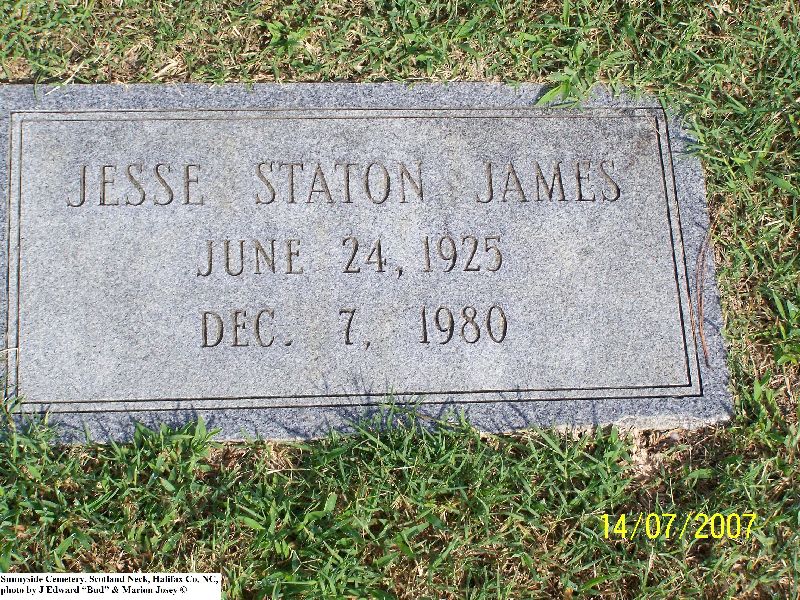 JESSE STATON JAMES
JUNE 24, 1925
DEC. 7, 1980
14/07/2007
Sunnyside Cemetery, Scotland Neck, Halifax Co, NC,
photo by J Edward "Bud" & Marion Josey ©